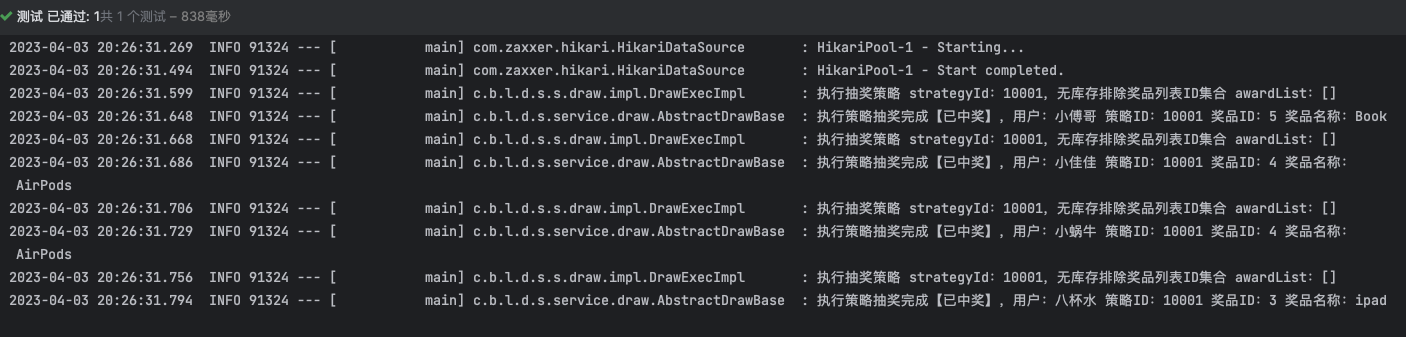 测试 已通过: 1共 1 个测试 – 838毫秒
2023-04-03 20:26:31.269  INFO 91324 --- [           main] com.zaxxer.hikari.HikariDataSource       : HikariPool-1 - Starting...
2023-04-03 20:26:31.494  INFO 91324 --- [           main] com.zaxxer.hikari.HikariDataSource       : HikariPool-1 - Start completed.
2023-04-03 20:26:31.599  INFO 91324 --- [           main] c.b.l.d.s.s.draw.impl.DrawExecImpl       : 执行抽奖策略 strategyId：10001，无库存排除奖品列表ID集合 awardList：[]
2023-04-03 20:26:31.648  INFO 91324 --- [           main] c.b.l.d.s.service.draw.AbstractDrawBase  : 执行策略抽奖完成【已中奖】，用户：小傅哥 策略ID：10001 奖品ID：5 奖品名称：Book
2023-04-03 20:26:31.668  INFO 91324 --- [           main] c.b.l.d.s.s.draw.impl.DrawExecImpl       : 执行抽奖策略 strategyId：10001，无库存排除奖品列表ID集合 awardList：[]
2023-04-03 20:26:31.686  INFO 91324 --- [           main] c.b.l.d.s.service.draw.AbstractDrawBase  : 执行策略抽奖完成【已中奖】，用户：小佳佳 策略ID：10001 奖品ID：4 奖品名称：
AirPods
2023-04-03 20:26:31.706  INFO 91324 --- [           main] c.b.l.d.s.s.draw.impl.DrawExecImpl       : 执行抽奖策略 strategyId：10001，无库存排除奖品列表ID集合 awardList：[]
2023-04-03 20:26:31.729  INFO 91324 --- [           main] c.b.l.d.s.service.draw.AbstractDrawBase  : 执行策略抽奖完成【已中奖】，用户：小蜗牛 策略ID：10001 奖品ID：4 奖品名称：
AirPods
2023-04-03 20:26:31.756  INFO 91324 --- [           main] c.b.l.d.s.s.draw.impl.DrawExecImpl       : 执行抽奖策略 strategyId：10001，无库存排除奖品列表ID集合 awardList：[]
2023-04-03 20:26:31.794  INFO 91324 --- [           main] c.b.l.d.s.service.draw.AbstractDrawBase  : 执行策略抽奖完成【已中奖】，用户：八杯水 策略ID：10001 奖品ID：3 奖品名称：ipad